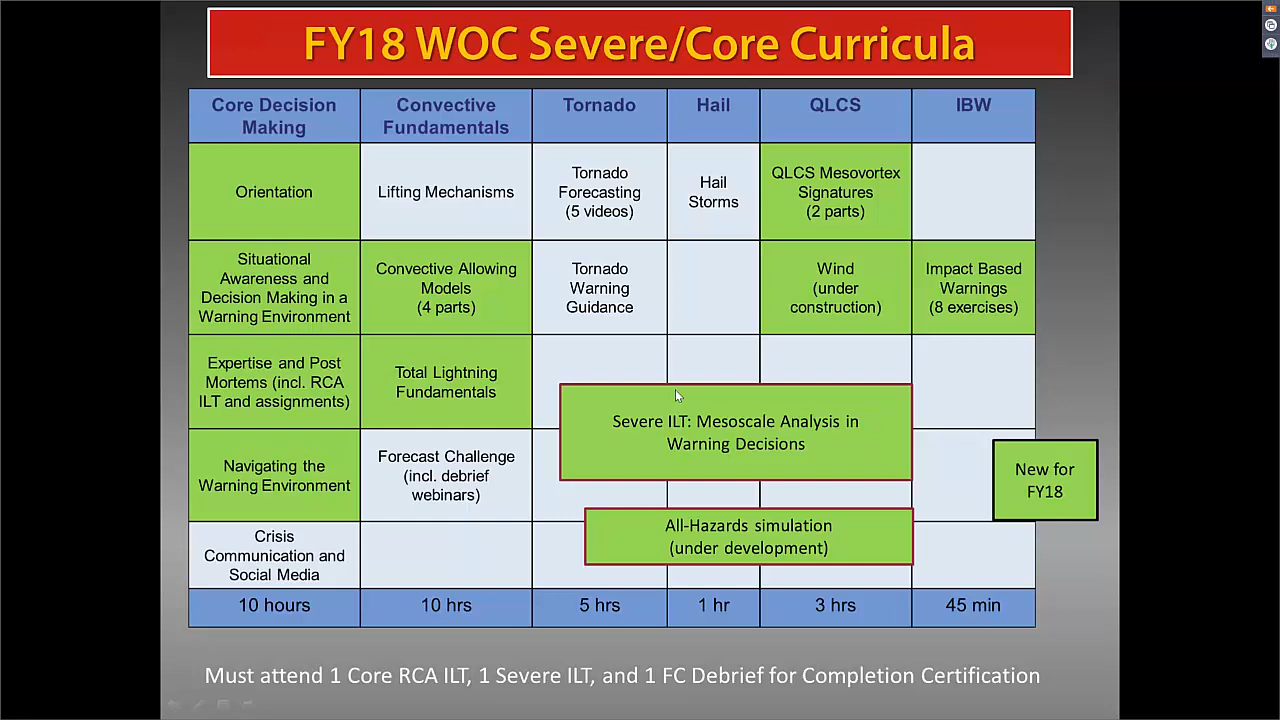 FY18 WOC Severe/Core Curricula
Core Decision
Making
Convective
Fundamentals
Tornado
Hail
QLCS
IBW
Orientation
Lifting Mechanisms
Tornado
Forecasting
(5 videos)
Hail
Storms
QLCS Mesovortex
Signatures
(2 parts)
Situational
Awareness and
Decision Making in a
Warning Environment
Convective Allowing
Models
(4 parts)
Tornado
Warning
Guidance
Wind
(under
construction)
Impact Based
Warnings
(8 exercises)
Expertise and Post
Mortems (incl. RCA
ILT and assignments)
Total Lightning
Fundamentals
Severe ILT: Mesoscale Analysis in
Warning Decisions
Navigating the
Warning Environment
Forecast Challenge
(incl. debrief
webinars)
New for
FY18
Crisis
Communication and
Social Media
All-Hazards simulation
(under development)
10 hours
10 hrs
5 hrs
1 hr
3 hrs
45 min
Must attend 1 Core RCA ILT, 1 Severe ILT, and 1 FC Debrief for Completion Certification